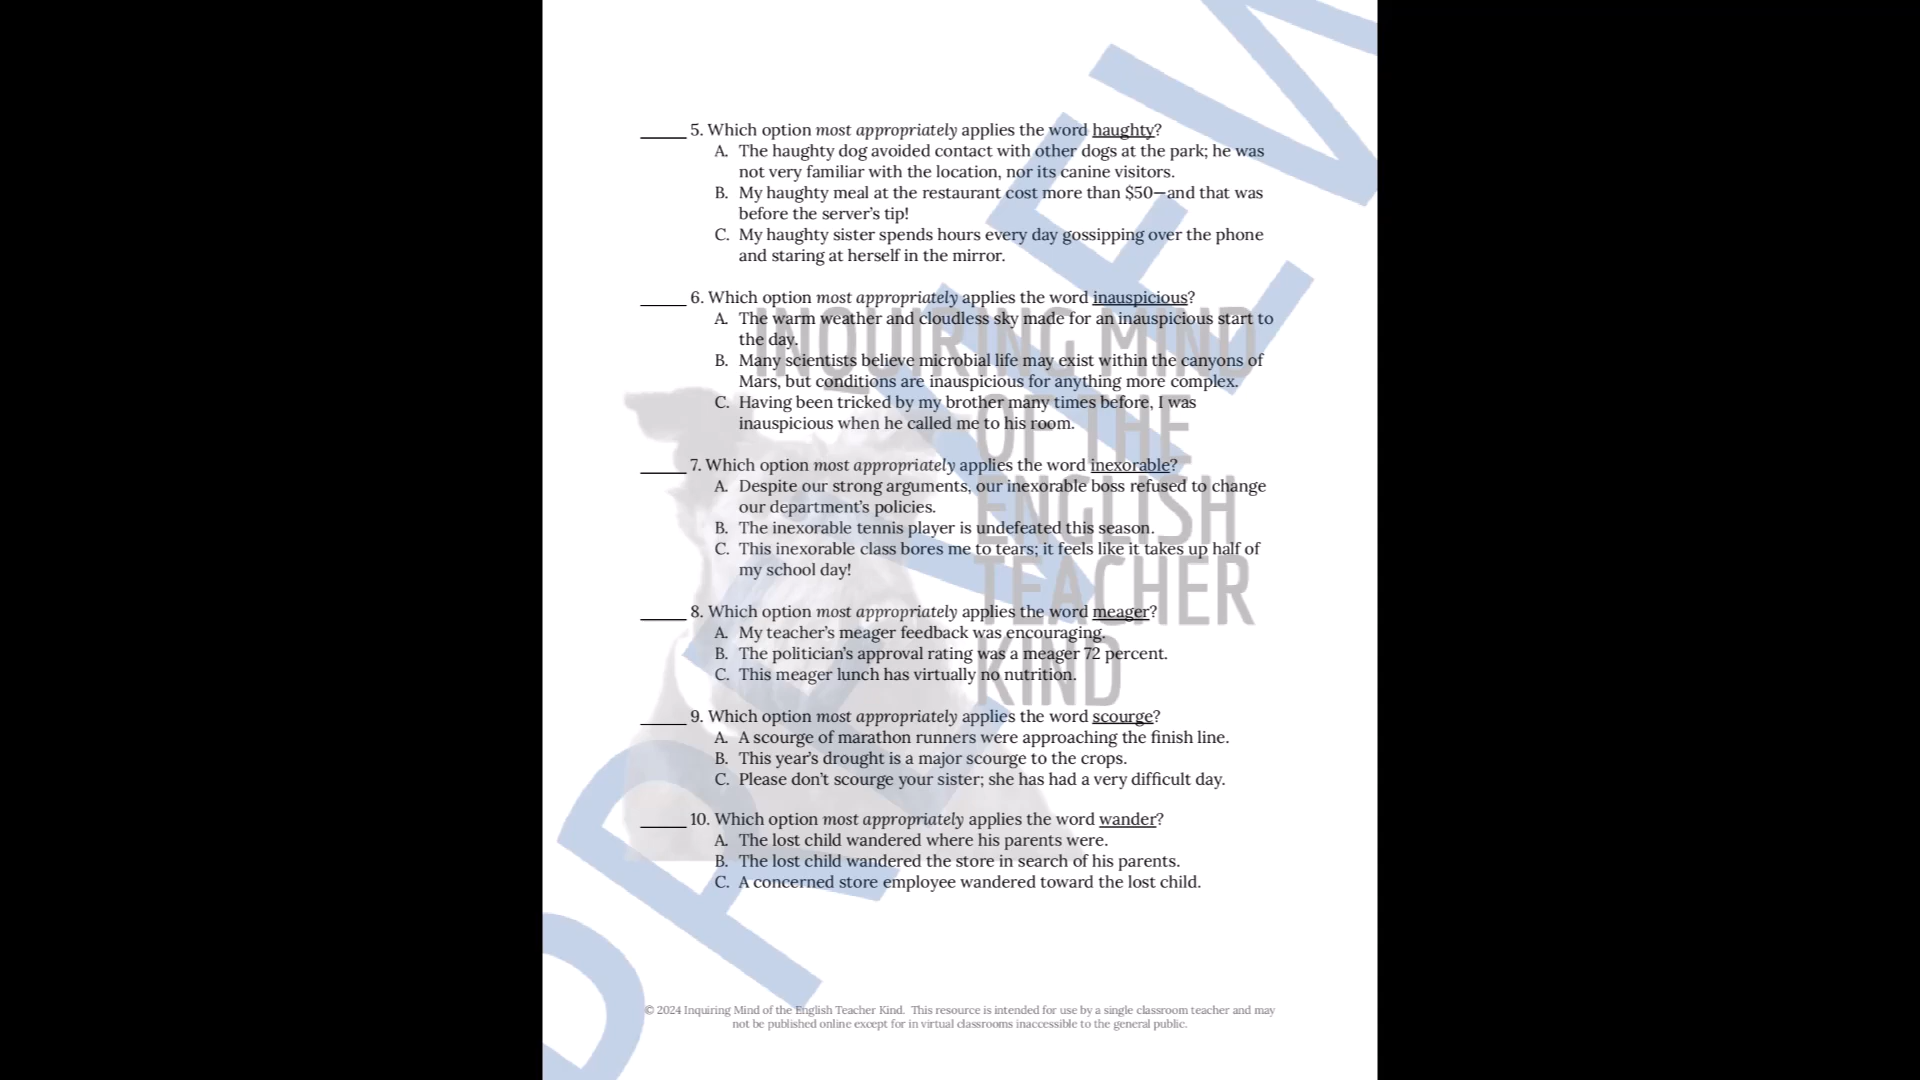 _____ 5. Which option most appropriately applies the word haughty?
A. The haughty dog avoided contact with other dogs at the park; he was
not very familiar with the location, nor its canine visitors.
B. My haughty meal at the restaurant cost more than $50—and that was
before the server's tip!
C. My haughty sister spends hours every day gossipping over the phone
and staring at herself in the mirror.
_____ 6. Which option most appropriately applies the word inauspicious?
A. The warm weather and cloudless sky made for an inauspicious start to
the day.
B. Many scientists believe microbial life may exist within the canyons of
Mars, but conditions are inauspicious for anything more complex.
C. Having been tricked by my brother many times before, I was
inauspicious when he called me to his room.
_____ 7. Which option most appropriately applies the word inexorable?
A. Despite our strong arguments, our inexorable boss refused to change
our department's policies.
B. The inexorable tennis player is undefeated this season.
C. This inexorable class bores me to tears; it feels like it takes up half of
my school day!
_____ 8. Which option most appropriately applies the word meager?
A. My teacher's meager feedback was encouraging.
B. The politician's approval rating was a meager 72 percent.
C. This meager lunch has virtually no nutrition.
_____ 9. Which option most appropriately applies the word scourge?
A. A scourge of marathon runners were approaching the finish line.
B. This year's drought is a major scourge to the crops.
C. Please don't scourge your sister; she has had a very difficult day.
_____ 10. Which option most appropriately applies the word wander?
A. The lost child wandered where his parents were.
B. The lost child wandered the store in search of his parents.
C. A concerned store employee wandered toward the lost child.
© 2024 Inquiring Mind of the English Teacher Kind. This resource is intended for use by a single classroom teacher and may
not be published online except for in virtual classrooms inaccessible to the general public.
INQUIRING MIND
OF THE
ENGLISH
TEACHER
KIND
PREVIEW